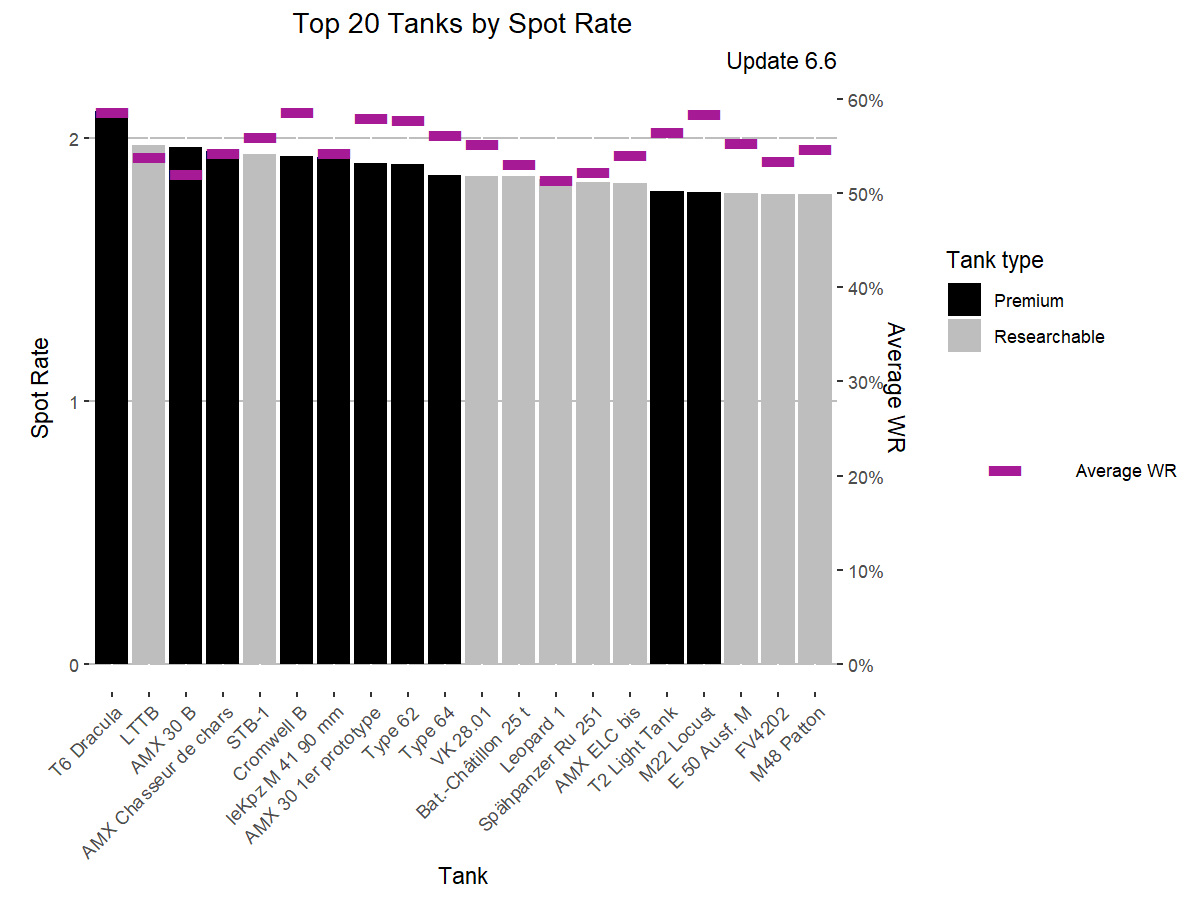 Top 20 Tanks by Spot Rate
Update 6.6
Spot Rate
2
1
0
60%
50%
40%
30%
20%
10%
0%
Average WR
Tank type
Premium
Researchable
Average WR
T6 Dracula
LTTB
AMX 30 B
AMX Chasseur de chars
STB-1
Cromwell B
leKpz M 41 90 mm
AMX 30 1er prototype
Type 62
Type 64
VK 28.01
Bat.-Châtillon 25 t
Leopard 1
Spähpanzer Ru 251
AMX ELC bis
T2 Light Tank
M22 Locust
E 50 Ausf. M
FV4202
M48 Patton
Tank